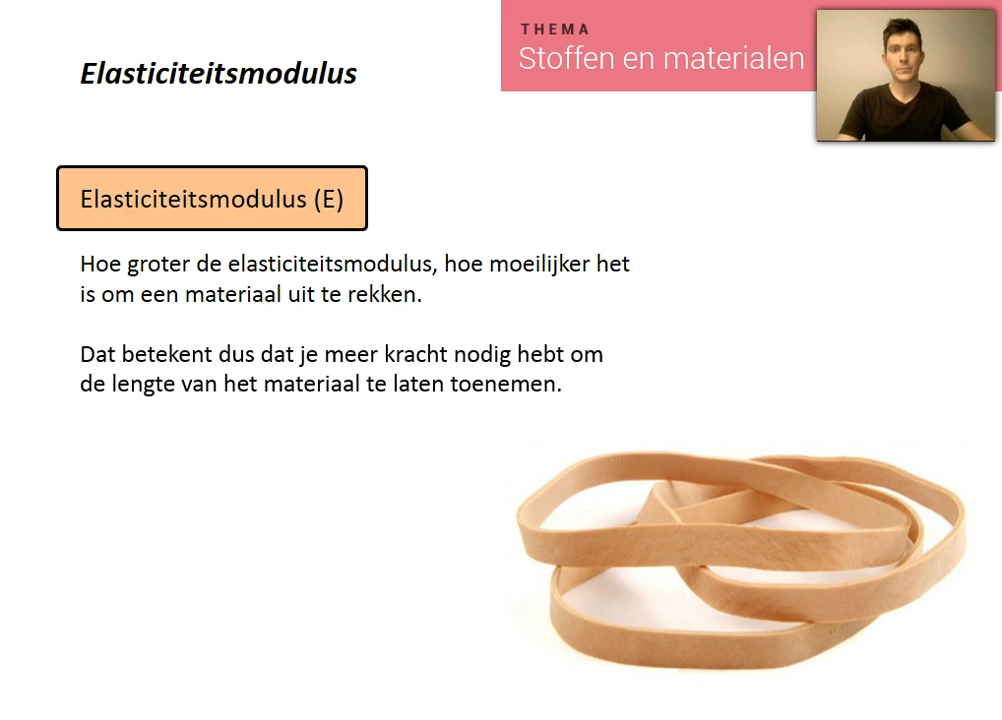 Elasticiteitsmodulus
THEMA
Stoffen en materialen
Elasticiteitsmodulus (E)
Hoe groter de elasticiteitsmodulus, hoe moeilijker het
is om een materiaal uit te rekken.
Dat betekent dus dat je meer kracht nodig hebt om
de lengte van het materiaal te laten toenemen.